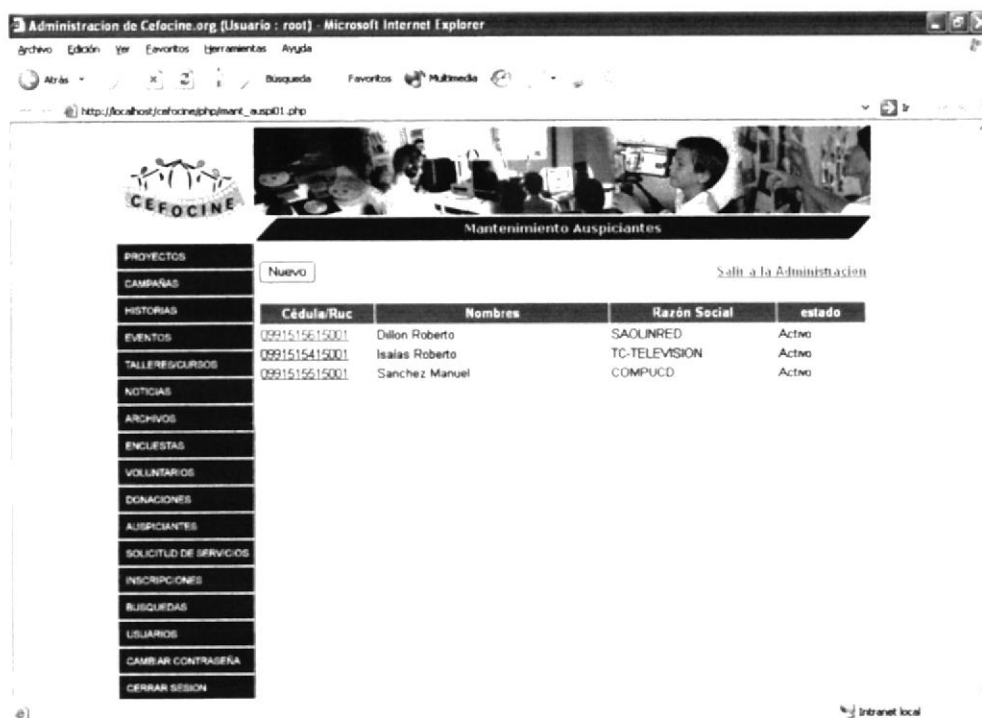 Administracion de Cefocine.org (Usuario : root) - Microsoft Internet Explorer
Archivo Edición Ver Favoritos Herramientas Ayuda
Atrás Búsqueda Favoritos Multimedia
http://localhost/cefocine/php/mant_auspi01.php Ir
CEFOCINE
Mantenimiento Auspiciantes
PROYECTOS
CAMPAÑAS
HISTORIAS
EVENTOS
TALLERES/CURSOS
NOTICIAS
ARCHIVOS
ENCUESTAS
VOLUNTARIOS
DONACIONES
AUSPICIANTES
SOLICITUD DE SERVICIOS
INSCRIPCIONES
BUSQUEDAS
USUARIOS
CAMBIAR CONTRASEÑA
CERRAR SESION
Nuevo Salir a la Administracion
Cédula/Ruc Nombres Razón Social estado
0991515615001 Dillon Roberto SAOLINRED Activo
0991515415001 Isaías Roberto TC-TELEVISION Activo
0991515515001 Sanchez Manuel COMPUCD Activo
Intranet local